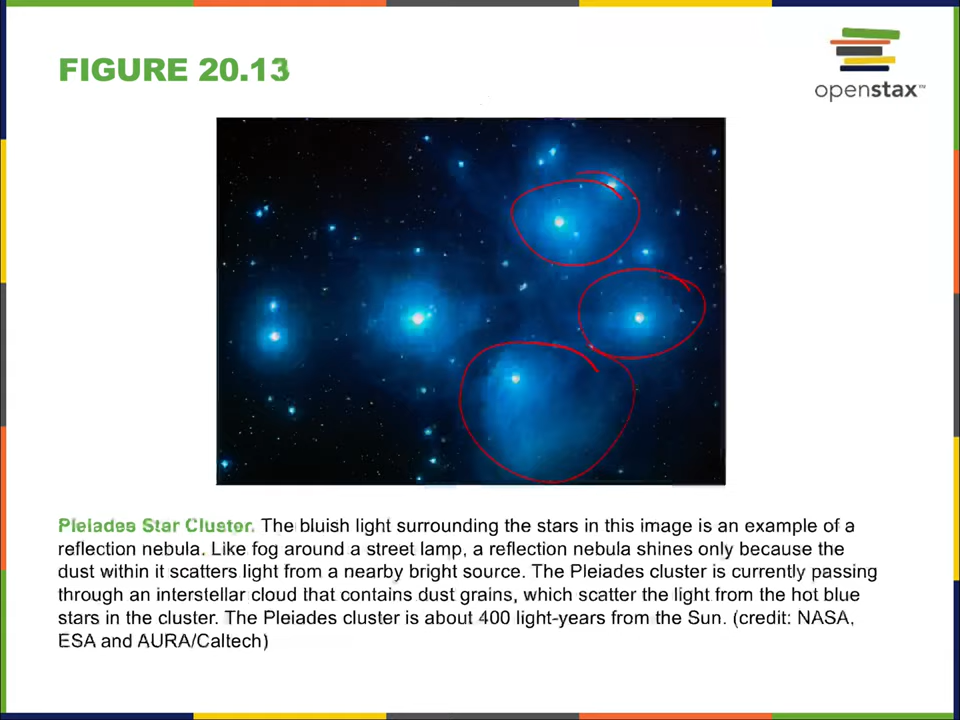 FIGURE 20.13
openstax™
Pleiades Star Cluster. The bluish light surrounding the stars in this image is an example of a
reflection nebula. Like fog around a street lamp, a reflection nebula shines only because the
dust within it scatters light from a nearby bright source. The Pleiades cluster is currently passing
through an interstellar cloud that contains dust grains, which scatter the light from the hot blue
stars in the cluster. The Pleiades cluster is about 400 light-years from the Sun. (credit: NASA,
ESA and AURA/Caltech)